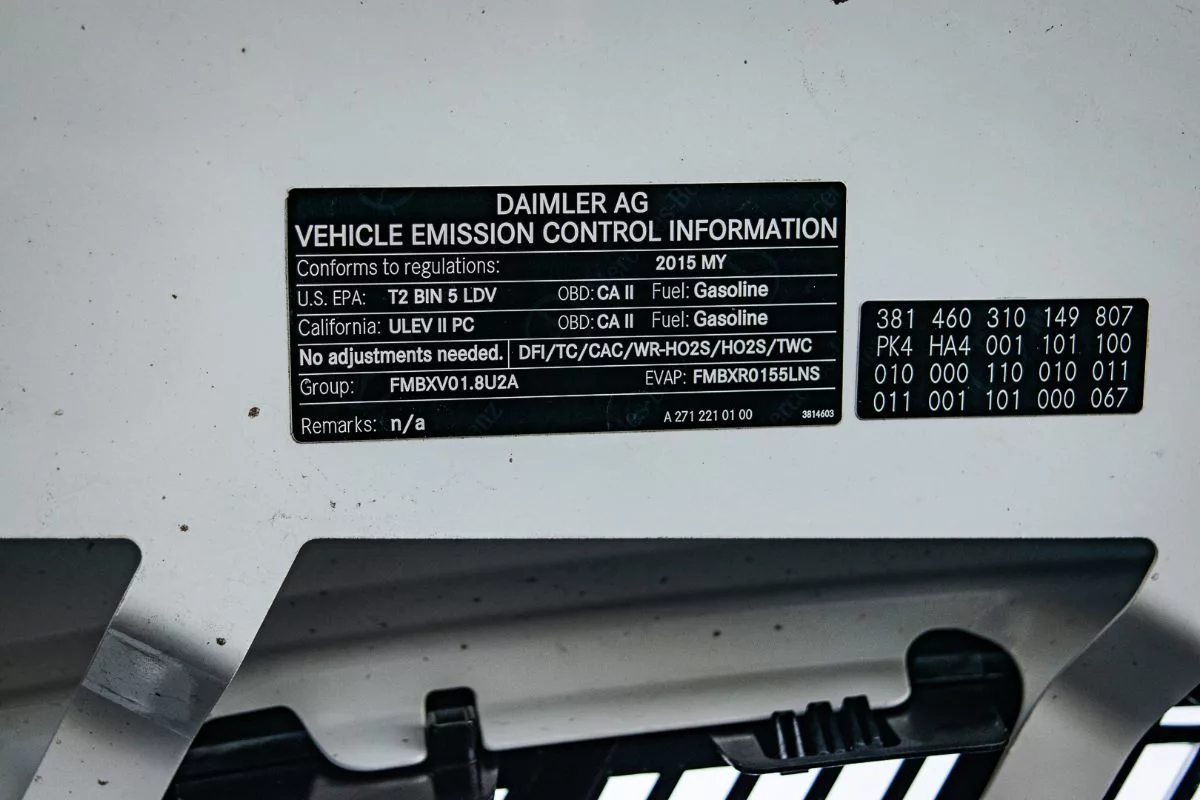 DAIMLER AG
VEHICLE EMISSION CONTROL INFORMATION
Conforms to regulations: 2015 MY
U.S. EPA: T2 BIN 5 LDV OBD: CA II Fuel: Gasoline
California: ULEV II PC OBD: CA II Fuel: Gasoline
No adjustments needed. DFI/TC/CAC/WR-HO2S/HO2S/TWC
Group: FMBXV01.8U2A EVAP: FMBXR0155LNS
Remarks: n/a A 271 221 01 00 3814603
381 460 310 149 807
PK4 HA4 001 101 100
010 000 110 010 011
011 001 101 000 067